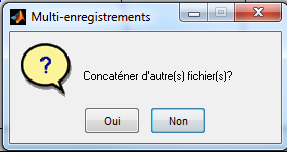 Multi-enregistrements
?
Concaténer d'autre(s) fichier(s)?
Oui
Non